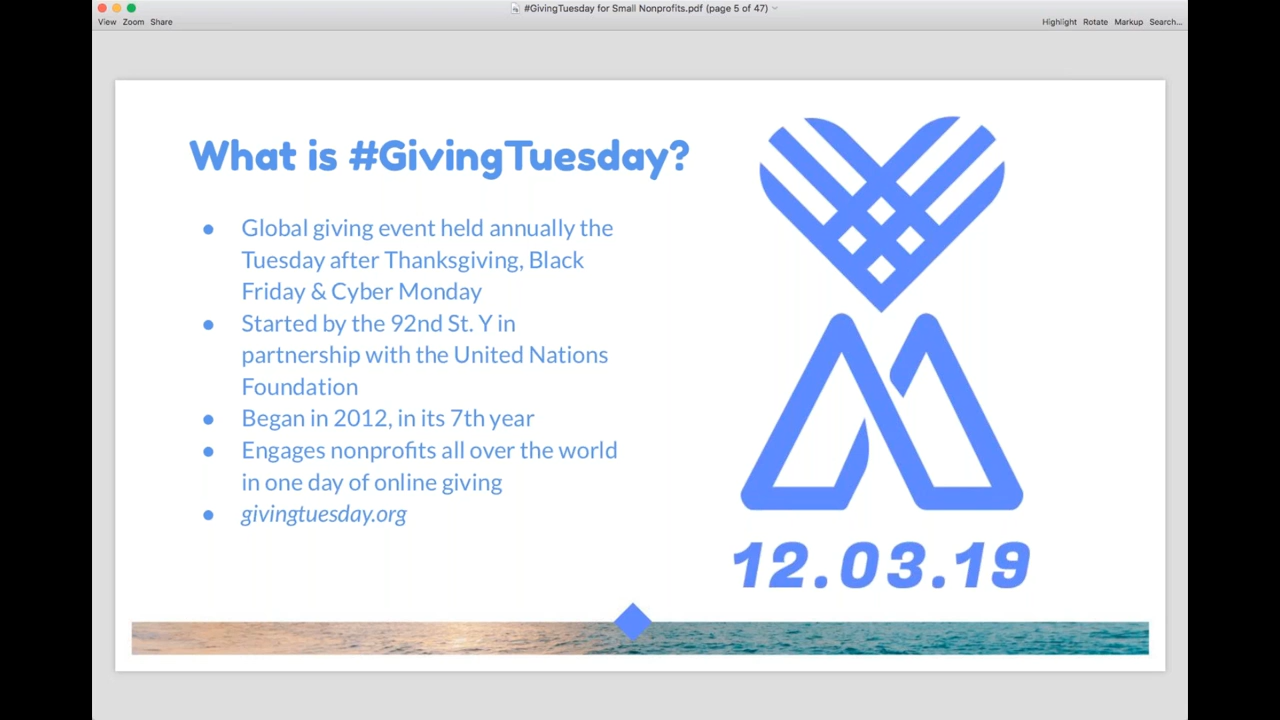 #GivingTuesday for Small Nonprofits.pdf (page 5 of 47)
View Zoom Share
Highlight Rotate Markup Search...
What is #GivingTuesday?
● Global giving event held annually the
Tuesday after Thanksgiving, Black
Friday & Cyber Monday
● Started by the 92nd St. Y in
partnership with the United Nations
Foundation
● Began in 2012, in its 7th year
● Engages nonprofits all over the world
in one day of online giving
● givingtuesday.org
12.03.19